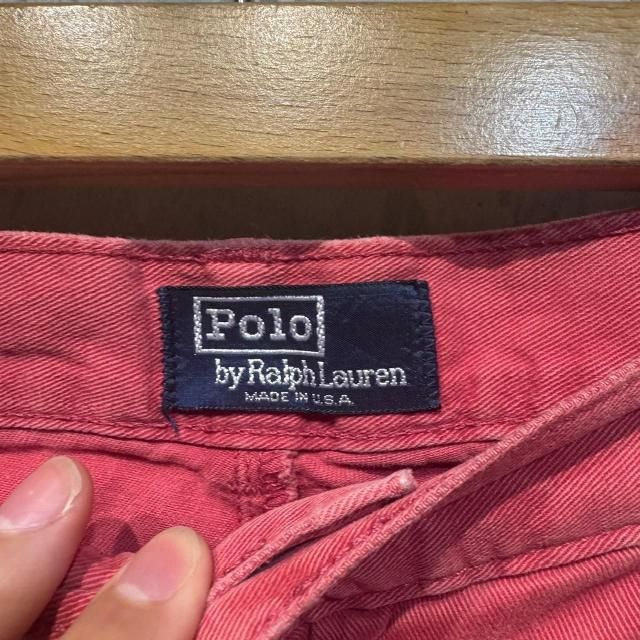 Polo
by Ralph Lauren
MADE IN U.S.A.